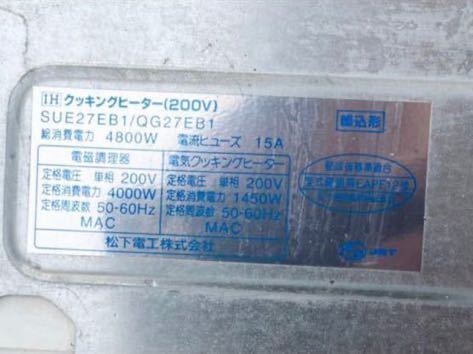 IH クッキングヒーター(200V)
SUE27EB1/QG27EB1
組込形
総消費電力 4800W 電流ヒューズ 15A
電磁調理器
定格電圧 単相 200V
定格消費電力 4000W
定格周波数 50-60Hz
MAC
電気クッキングヒーター
定格電圧 単相 200V
定格消費電力 1450W
定格周波数 50-60Hz
MAC
松下電工株式会社
JET